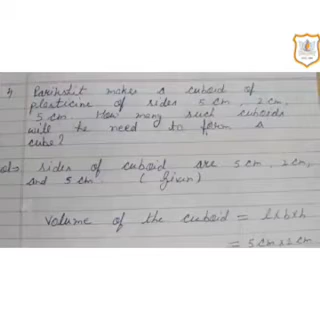 4. Parikshit makes a cuboid of
plasticine of sides 5 cm, 2 cm,
5 cm. How many such cuboids
will he need to form a
cube?
sol:→ sides of cuboid are 5 cm, 2 cm,
and 5 cm. (Given)
Volume of the cuboid = l×b×h
= 5 cm×2 cm